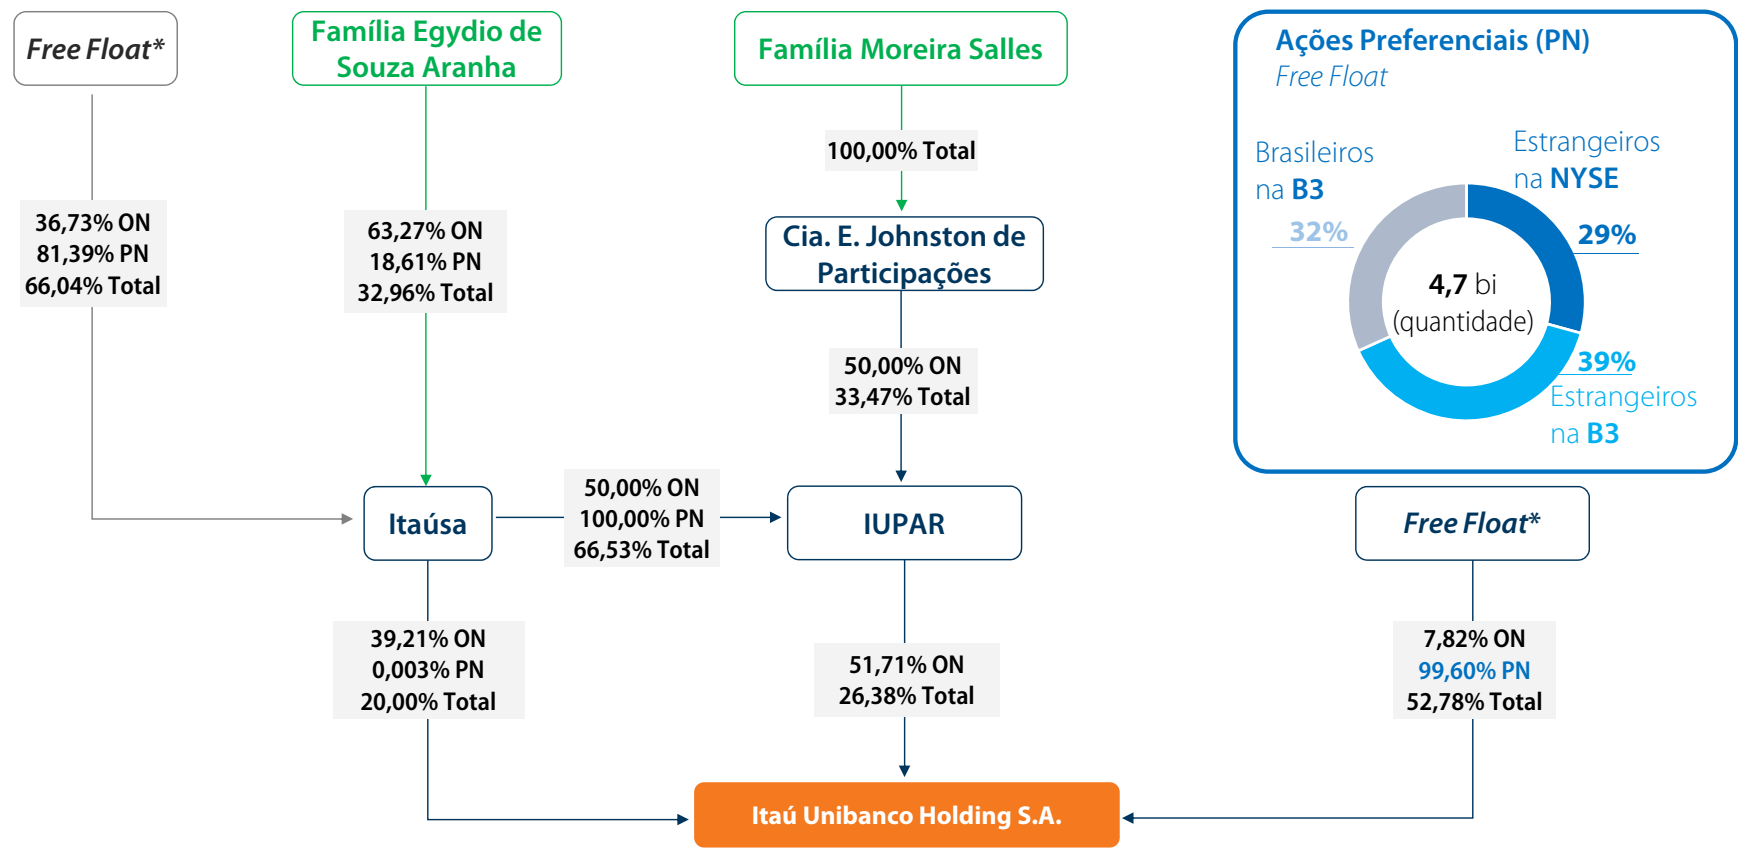 Free Float*
Família Egydio de
Souza Aranha
Família Moreira Salles
36,73% ON
81,39% PN
66,04% Total
63,27% ON
18,61% PN
32,96% Total
100,00% Total
Cia. E. Johnston de
Participações
50,00% ON
33,47% Total
Itaúsa
50,00% ON
100,00% PN
66,53% Total
IUPAR
39,21% ON
0,003% PN
20,00% Total
51,71% ON
26,38% Total
Ações Preferenciais (PN)
Free Float
Brasileiros
na B3
32%
Estrangeiros
na NYSE
29%
4,7 bi
(quantidade)
39%
Estrangeiros
na B3
Free Float*
7,82% ON
99,60% PN
52,78% Total
Itaú Unibanco Holding S.A.